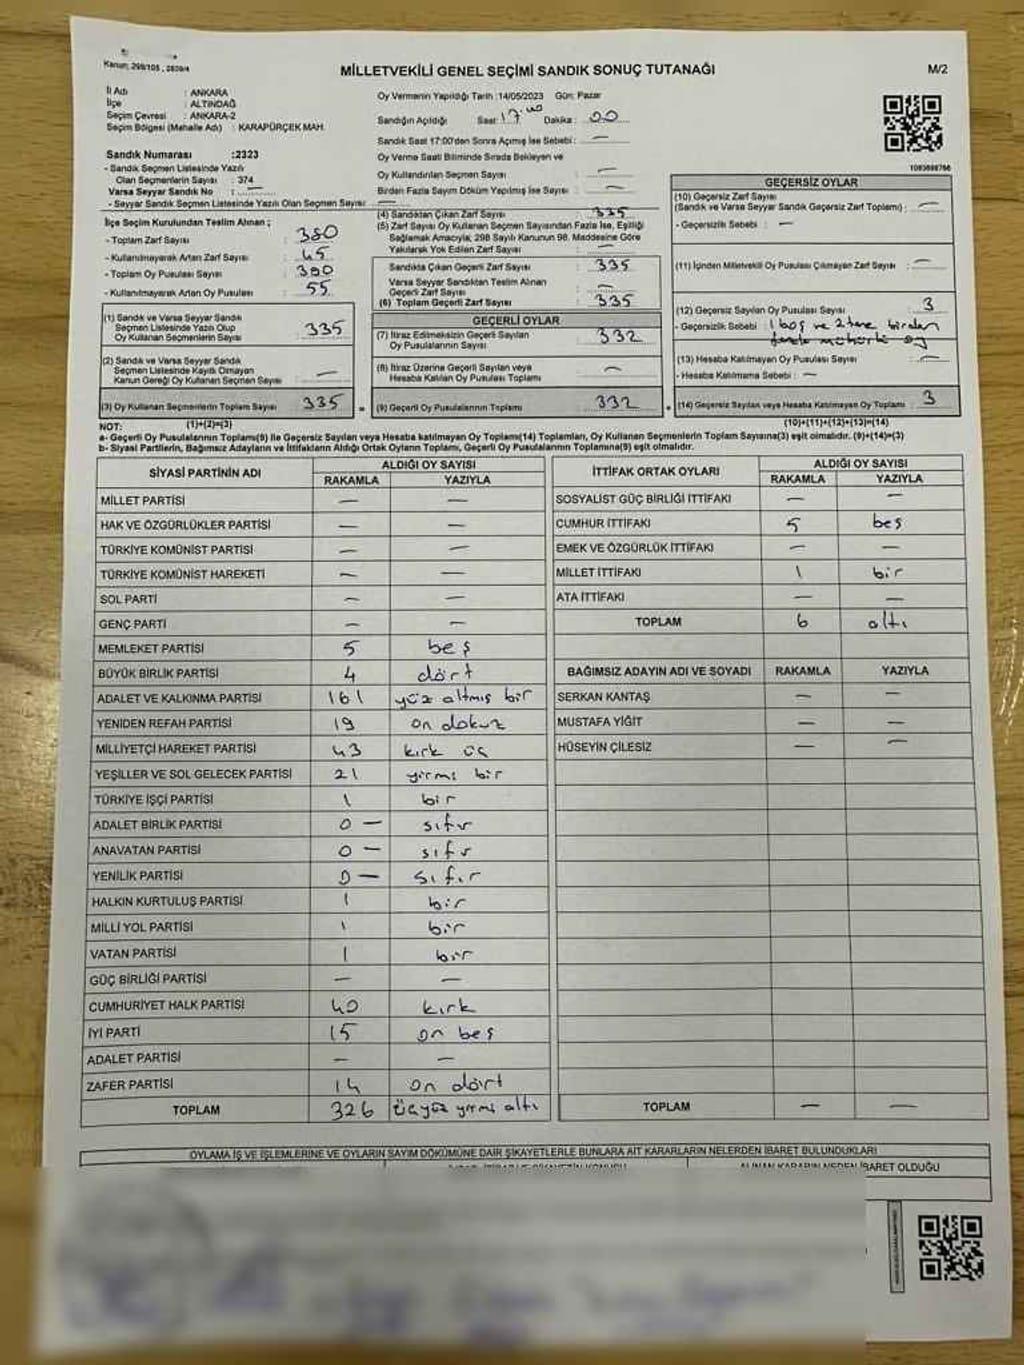 Kanun: 298/105, 2839/4
MİLLETVEKİLİ GENEL SEÇİMİ SANDIK SONUÇ TUTANAĞI
M/2
İl Adı : ANKARA
İlçe : ALTINDAĞ
Seçim Çevresi : ANKARA-2
Seçim Bölgesi (Mahalle Adı) : KARAPÜRÇEK MAH.
Sandık Numarası :2323
- Sandık Seçmen Listesinde Yazılı
Olan Seçmenlerin Sayısı : 374
Varsa Seyyar Sandık No : —
- Seyyar Sandık Seçmen Listesinde Yazılı Olan Seçmen Sayısı : —
Oy Vermenin Yapıldığı Tarih :14/05/2023 Gün: Pazar
Sandığın Açıldığı Saat : 17:00 Dakika : 00
Sandık Saat 17:00'den Sonra Açılmış İse Sebebi : —
Oy Verme Saati Bitiminde Sırada Bekleyen ve
Oy Kullandırılan Seçmen Sayısı : —
Birden Fazla Sayım Döküm Yapılmış İse Sayısı : —
1083698766
İlçe Seçim Kurulundan Teslim Alınan ;
- Toplam Zarf Sayısı : 380
- Kullanılmayarak Artan Zarf Sayısı : 45
- Toplam Oy Pusulası Sayısı : 390
- Kullanılmayarak Artan Oy Pusulası : 55
(1) Sandık ve Varsa Seyyar Sandık
Seçmen Listesinde Yazılı Olup
Oy Kullanan Seçmenlerin Sayısı : 335
(2) Sandık ve Varsa Seyyar Sandık
Seçmen Listesinde Kayıtlı Olmayan
Kanun Gereği Oy Kullanan Seçmen Sayısı : —
(3) Oy Kullanan Seçmenlerin Toplam Sayısı : 335
(1)+(2)=(3)
(4) Sandıktan Çıkan Zarf Sayısı : 335
(5) Zarf Sayısı Oy Kullanan Seçmen Sayısından Fazla İse, Eşitliği
Sağlamak Amacıyla; 298 Sayılı Kanunun 98. Maddesine Göre
Yakılarak Yok Edilen Zarf Sayısı : —
Sandıkta Çıkan Geçerli Zarf Sayısı : 335
Varsa Seyyar Sandıktan Teslim Alınan
Geçerli Zarf Sayısı : —
(6) Toplam Geçerli Zarf Sayısı : 335
GEÇERLİ OYLAR
(7) İtiraz Edilmeksizin Geçerli Sayılan
Oy Pusulalarının Sayısı : 332
(8) İtiraz Üzerine Geçerli Sayılan veya
Hesaba Katılan Oy Pusulası Toplamı : —
= (9) Geçerli Oy Pusulalarının Toplamı : 332
GEÇERSİZ OYLAR
(10) Geçersiz Zarf Sayısı
(Sandık ve Varsa Seyyar Sandık Geçersiz Zarf Toplamı) : —
- Geçersizlik Sebebi : —
(11) İçinden Milletvekili Oy Pusulası Çıkmayan Zarf Sayısı : —
(12) Geçersiz Sayılan Oy Pusulası Sayısı : 3
- Geçersizlik Sebebi : 1 boş ve 2 tane birden
fazla mühürlü oy
(13) Hesaba Katılmayan Oy Pusulası Sayısı : —
- Hesaba Katılmama Sebebi : —
+ (14) Geçersiz Sayılan veya Hesaba Katılmayan Oy Toplamı : 3
(10)+(11)+(12)+(13)=(14)
NOT:
a- Geçerli Oy Pusulalarının Toplamı(9) ile Geçersiz Sayılan veya Hesaba katılmayan Oy Toplamı(14) Toplamları, Oy Kullanan Seçmenlerin Toplam Sayısına(3) eşit olmalıdır. (9)+(14)=(3)
b- Siyasi Partilerin, Bağımsız Adayların ve İttifakların Aldığı Ortak Oyların Toplamı, Geçerli Oy Pusulalarının Toplamına(9) eşit olmalıdır.
SİYASİ PARTİNİN ADI ALDIĞI OY SAYISI
RAKAMLA YAZIYLA
MİLLET PARTİSİ — —
HAK VE ÖZGÜRLÜKLER PARTİSİ — —
TÜRKİYE KOMÜNİST PARTİSİ — —
TÜRKİYE KOMÜNİST HAREKETİ — —
SOL PARTİ — —
GENÇ PARTİ — —
MEMLEKET PARTİSİ 5 beş
BÜYÜK BİRLİK PARTİSİ 4 dört
ADALET VE KALKINMA PARTİSİ 161 yüz altmış bir
YENİDEN REFAH PARTİSİ 19 on dokuz
MİLLİYETÇİ HAREKET PARTİSİ 43 kırk üç
YEŞİLLER VE SOL GELECEK PARTİSİ 21 yirmi bir
TÜRKİYE İŞÇİ PARTİSİ 1 bir
ADALET BİRLİK PARTİSİ 0 — sıfır
ANAVATAN PARTİSİ 0 — sıfır
YENİLİK PARTİSİ 0 — sıfır
HALKIN KURTULUŞ PARTİSİ 1 bir
MİLLİ YOL PARTİSİ 1 bir
VATAN PARTİSİ 1 bir
GÜÇ BİRLİĞİ PARTİSİ — —
CUMHURİYET HALK PARTİSİ 40 kırk
İYİ PARTİ 15 on beş
ADALET PARTİSİ — —
ZAFER PARTİSİ 14 on dört
TOPLAM 326 üçyüz yirmi altı
İTTİFAK ORTAK OYLARI ALDIĞI OY SAYISI
RAKAMLA YAZIYLA
SOSYALİST GÜÇ BİRLİĞİ İTTİFAKI — —
CUMHUR İTTİFAKI 5 beş
EMEK VE ÖZGÜRLÜK İTTİFAKI — —
MİLLET İTTİFAKI 1 bir
ATA İTTİFAKI — —
TOPLAM 6 altı
BAĞIMSIZ ADAYIN ADI VE SOYADI RAKAMLA YAZIYLA
SERKAN KANTAŞ — —
MUSTAFA YİĞİT — —
HÜSEYİN ÇİLESİZ — —
TOPLAM — —
OYLAMA İŞ VE İŞLEMLERİNE VE OYLARIN SAYIM DÖKÜMÜNE DAİR ŞİKAYETLERLE BUNLARA AİT KARARLARIN NELERDEN İBARET BULUNDUKLARI
ALINAN KARARIN NEDEN İBARET OLDUĞU